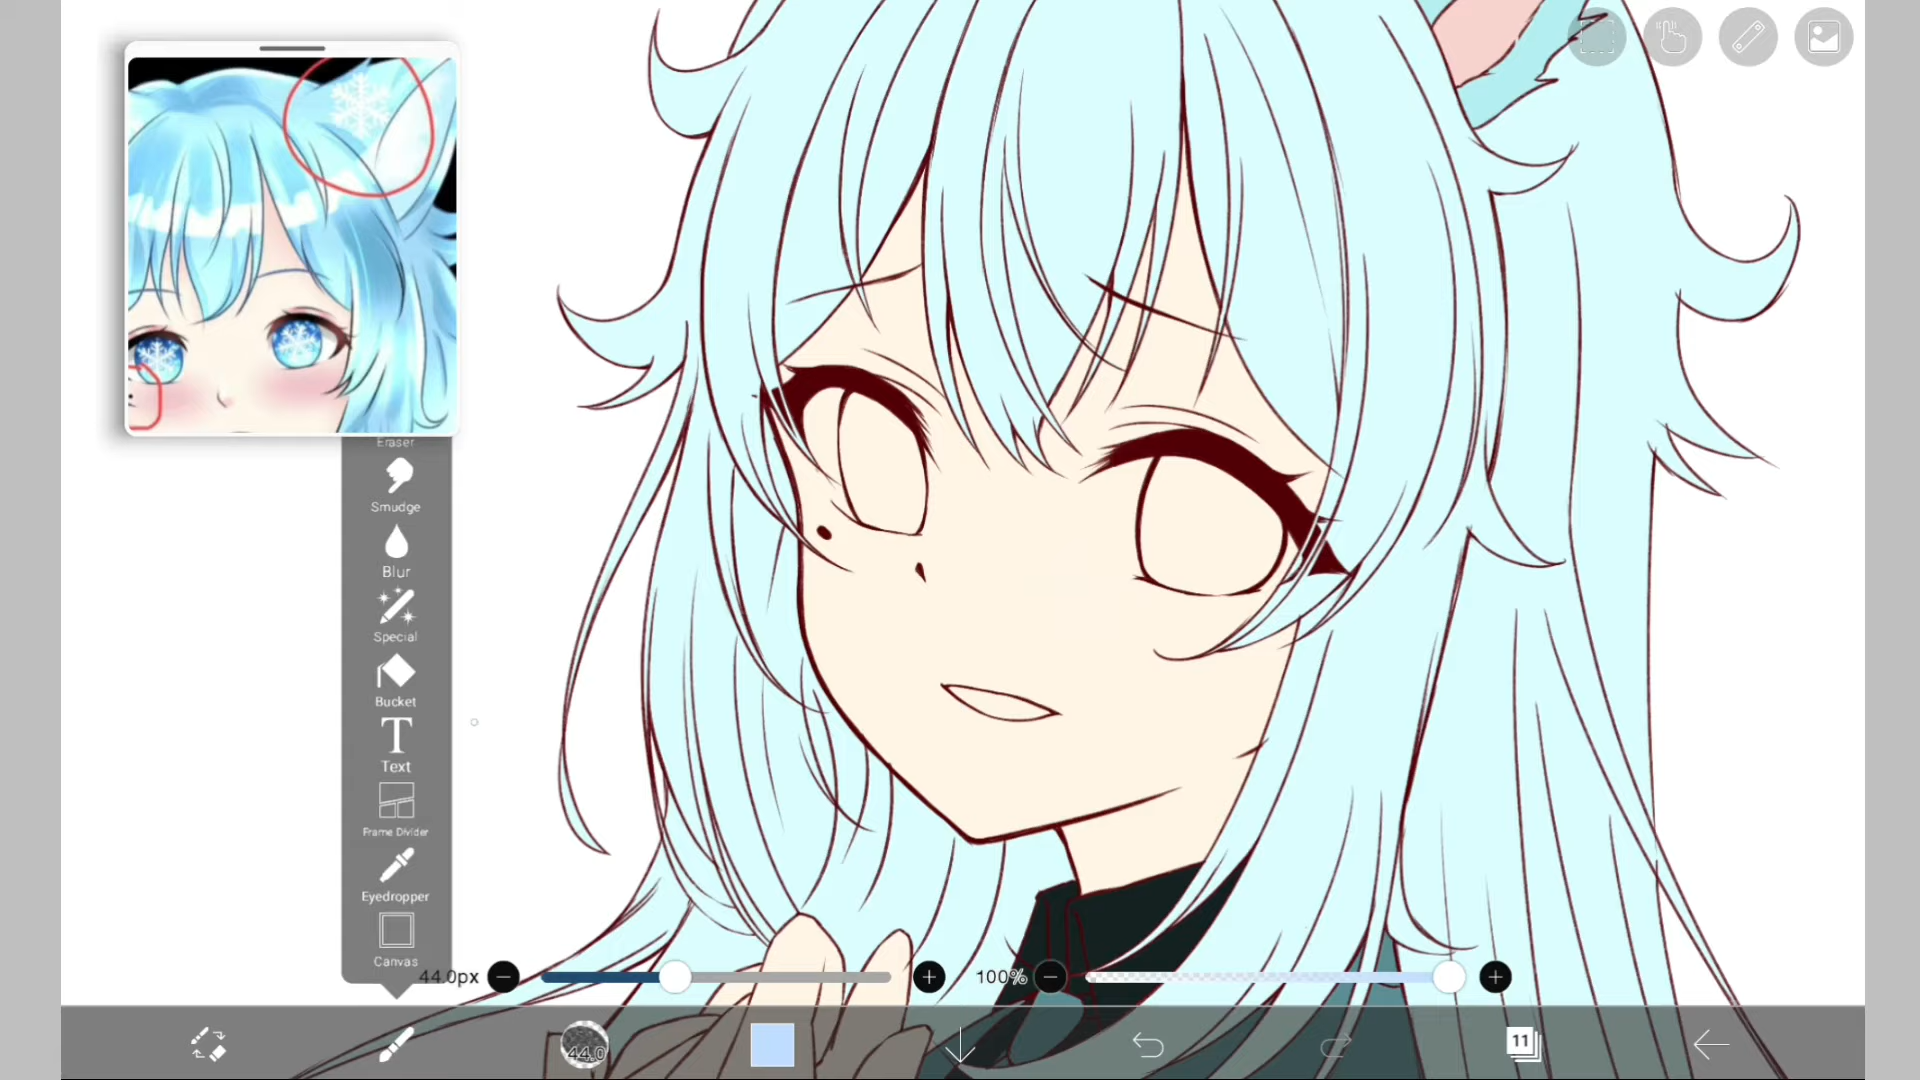 Eraser
Smudge
Blur
Special
Bucket
T
Text
Frame Divider
Eyedropper
Canvas
44.0px
100%
44.0
11